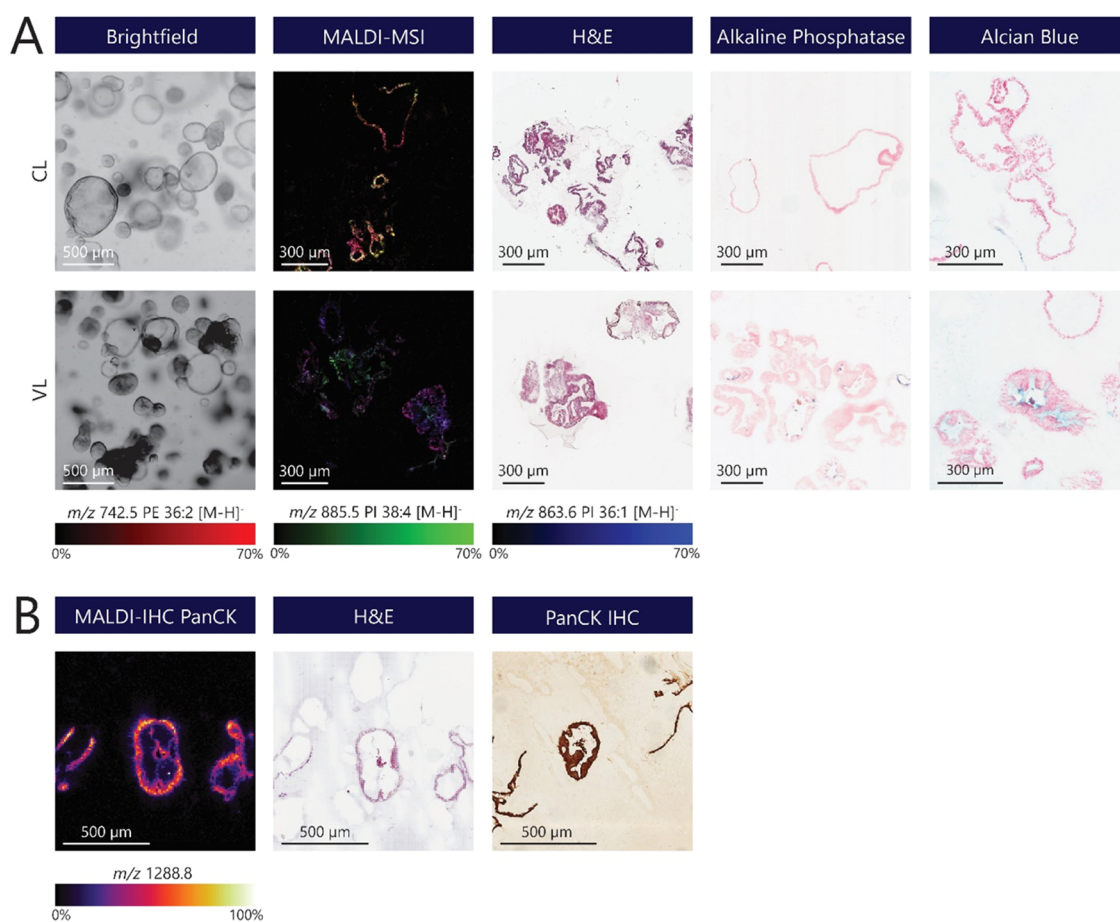 A
Brightfield
MALDI-MSI
H&E
Alkaline Phosphatase
Alcian Blue
CL
500 µm
300 µm
300 µm
300 µm
300 µm
VL
500 µm
300 µm
300 µm
300 µm
300 µm
m/z 742.5 PE 36:2 [M-H]-
m/z 885.5 PI 38:4 [M-H]-
m/z 863.6 PI 36:1 [M-H]-
0% 70%
0% 70%
0% 70%
B
MALDI-IHC PanCK
H&E
PanCK IHC
500 µm
500 µm
500 µm
m/z 1288.8
0% 100%